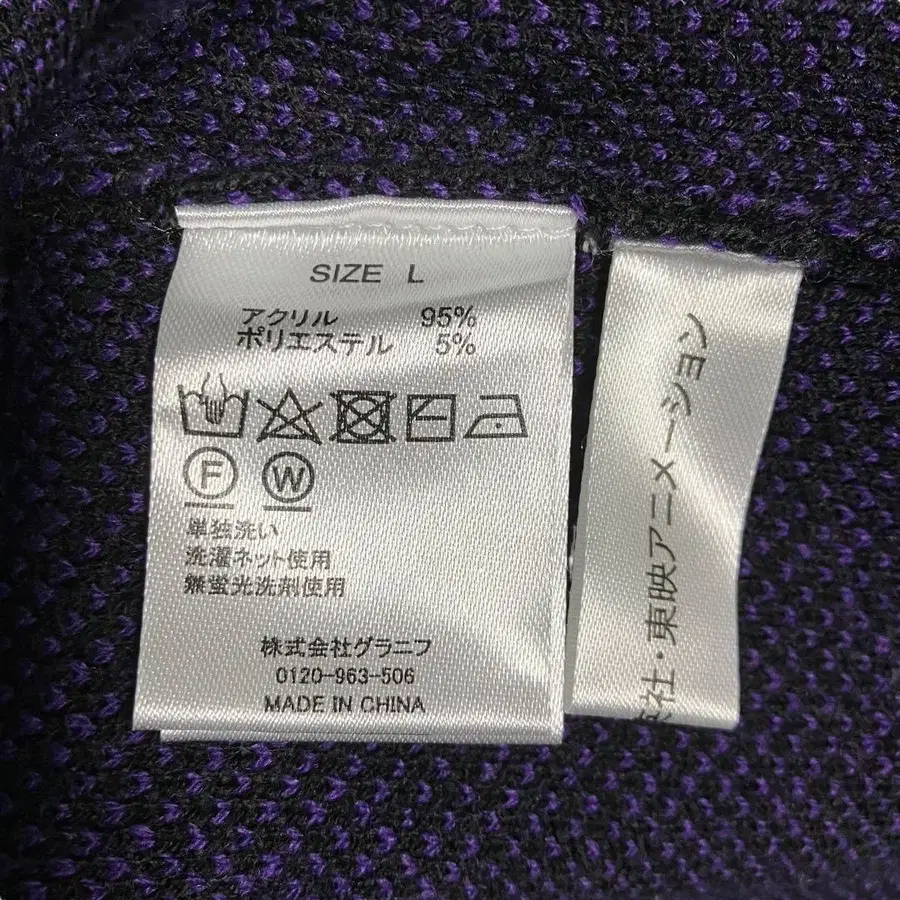 SIZE L
アクリル 95%
ポリエステル 5%
F W
単独洗い
洗濯ネット使用
無蛍光洗剤使用
株式会社グラニフ
0120-963-506
MADE IN CHINA
社・東映アニメーション